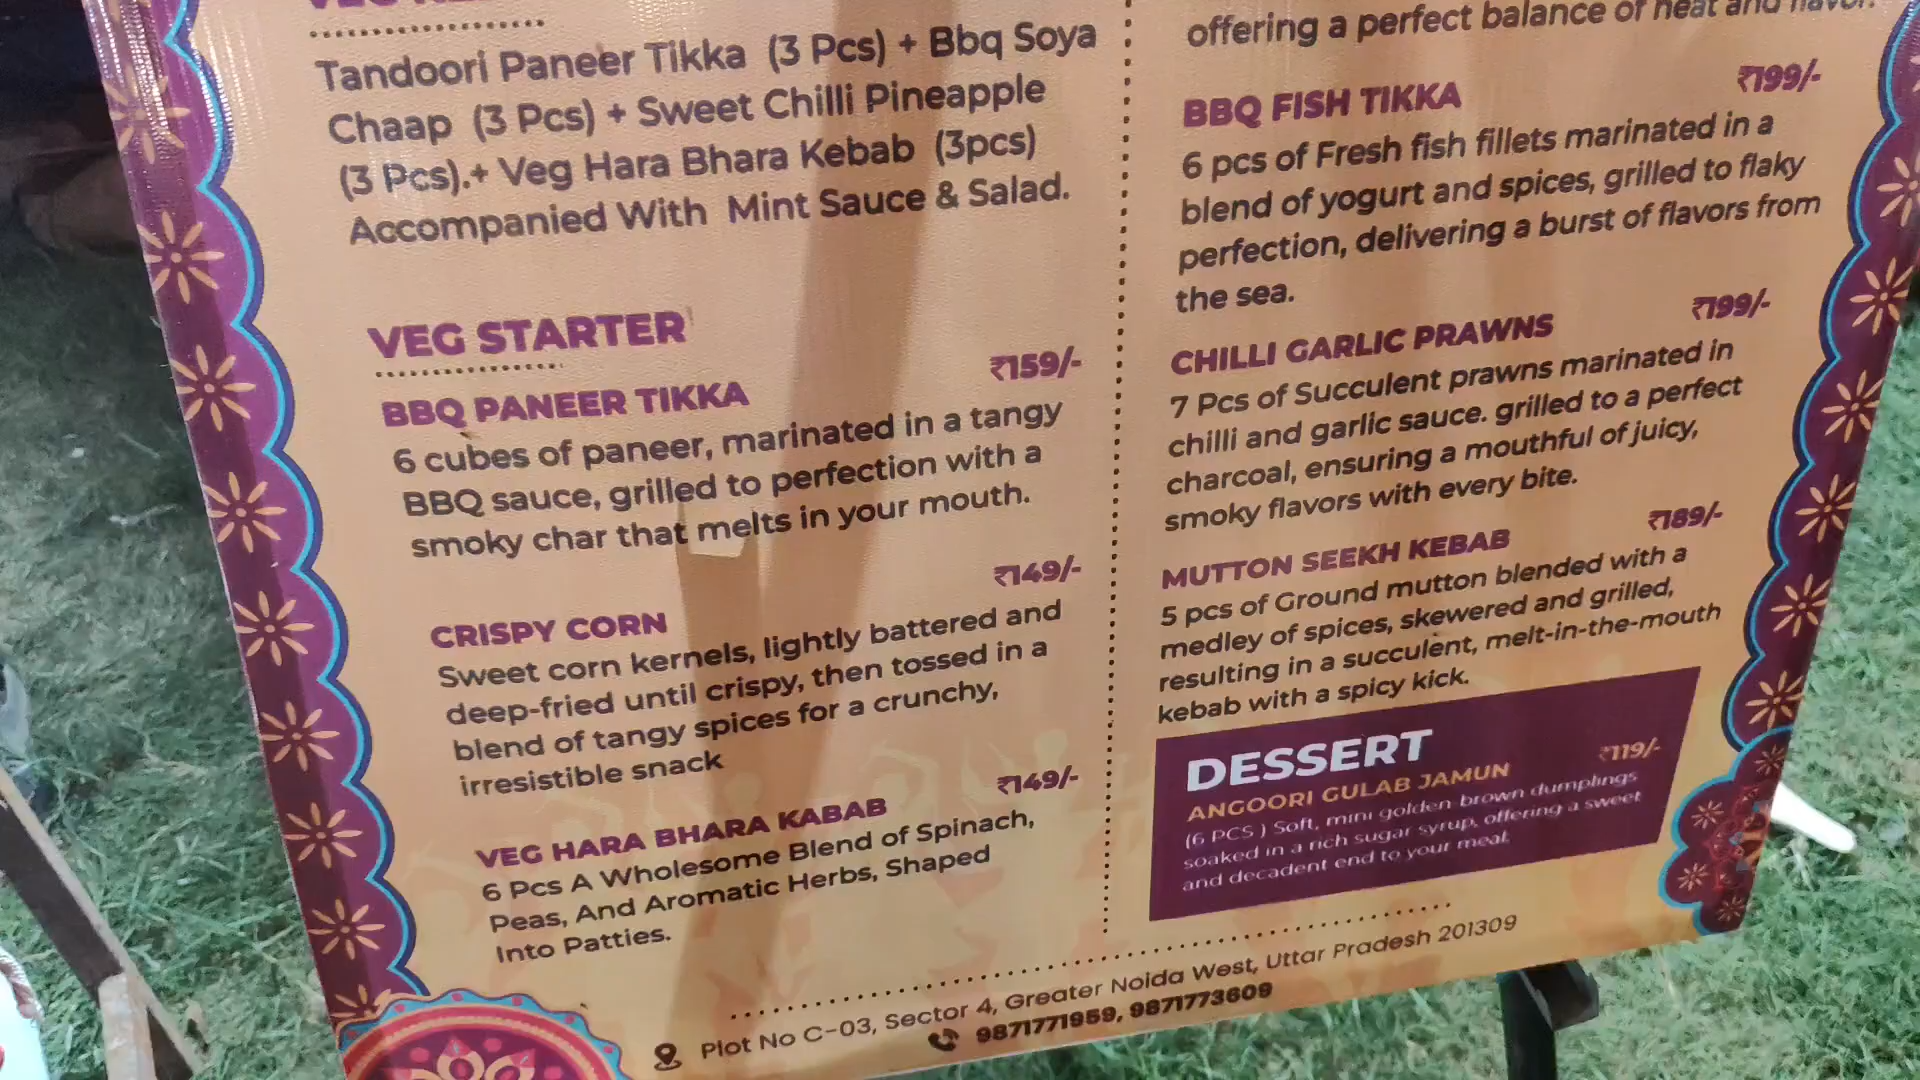 Tandoori Paneer Tikka (3 Pcs) + Bbq Soya
Chaap (3 Pcs) + Sweet Chilli Pineapple
(3 Pcs).+ Veg Hara Bhara Kebab (3pcs)
Accompanied With Mint Sauce & Salad.
VEG STARTER
₹159/-
BBQ PANEER TIKKA
6 cubes of paneer, marinated in a tangy
BBQ sauce, grilled to perfection with a
smoky char that melts in your mouth.
₹149/-
CRISPY CORN
Sweet corn kernels, lightly battered and
deep-fried until crispy, then tossed in a
blend of tangy spices for a crunchy,
irresistible snack
₹149/-
VEG HARA BHARA KABAB
6 Pcs A Wholesome Blend of Spinach,
Peas, And Aromatic Herbs, Shaped
Into Patties.
offering a perfect balance of heat and flavor.
₹199/-
BBQ FISH TIKKA
6 pcs of Fresh fish fillets marinated in a
blend of yogurt and spices, grilled to flaky
perfection, delivering a burst of flavors from
the sea.
₹199/-
CHILLI GARLIC PRAWNS
7 Pcs of Succulent prawns marinated in
chilli and garlic sauce. grilled to a perfect
charcoal, ensuring a mouthful of juicy,
smoky flavors with every bite.
₹189/-
MUTTON SEEKH KEBAB
5 pcs of Ground mutton blended with a
medley of spices, skewered and grilled,
resulting in a succulent, melt-in-the-mouth
kebab with a spicy kick.
DESSERT
₹119/-
ANGOORI GULAB JAMUN
(6 PCS ) Soft, mini golden-brown dumplings
soaked in a rich sugar syrup, offering a sweet
and decadent end to your meal.
Plot No C-03, Sector 4, Greater Noida West, Uttar Pradesh 201309
9871771959, 9871773609